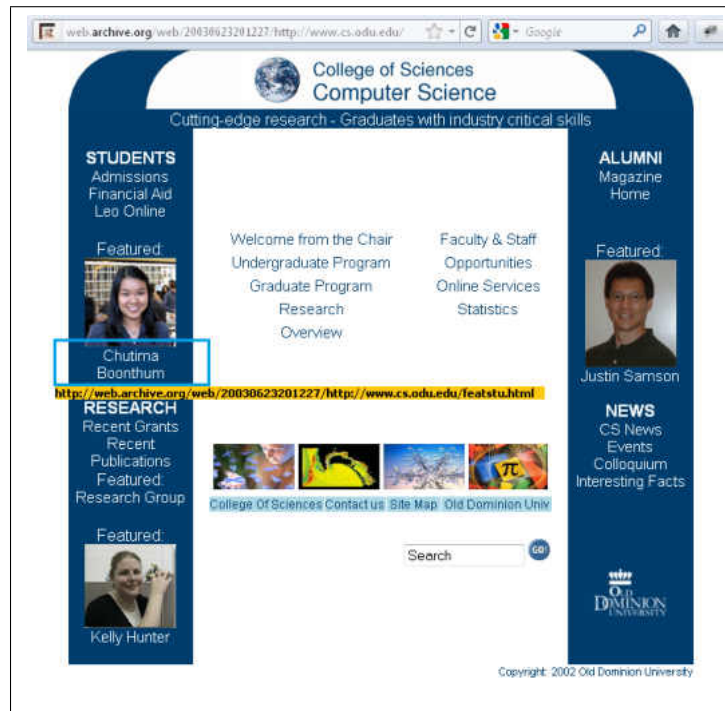 web.archive.org/web/20030623201227/http://www.cs.odu.edu/
Google
College of Sciences
Computer Science
Cutting-edge research - Graduates with industry critical skills
STUDENTS
Admissions
Financial Aid
Leo Online
Featured:
Chutima
Boonthum
http://web.archive.org/web/20030623201227/http://www.cs.odu.edu/featstu.html
RESEARCH
Recent Grants
Recent
Publications
Featured:
Research Group
Featured:
Kelly Hunter
Welcome from the Chair
Undergraduate Program
Graduate Program
Research
Overview
Faculty & Staff
Opportunities
Online Services
Statistics
π
College Of Sciences Contact us Site Map Old Dominion Univ
Search
GO!
ALUMNI
Magazine
Home
Featured:
Justin Samson
NEWS
CS News
Events
Colloquium
Interesting Facts
OLD
DOMINION
UNIVERSITY
Copyright: 2002 Old Dominion University